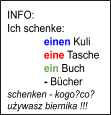 INFO:
Ich schenke:
einen Kuli
eine Tasche
ein Buch
- Bücher
schenken - kogo?co?
używasz biernika !!!